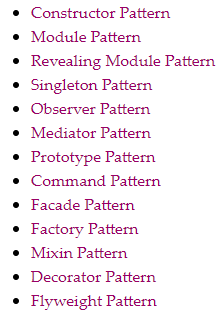 Constructor Pattern
Module Pattern
Revealing Module Pattern
Singleton Pattern
Observer Pattern
Mediator Pattern
Prototype Pattern
Command Pattern
Facade Pattern
Factory Pattern
Mixin Pattern
Decorator Pattern
Flyweight Pattern